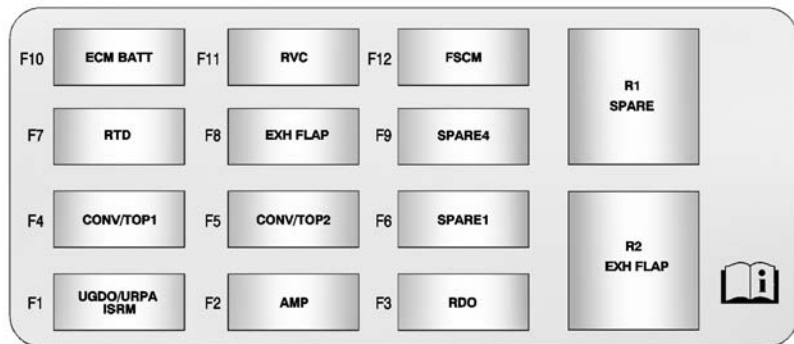 F10 ECM BATT F11 RVC F12 FSCM
R1
SPARE
F7 RTD F8 EXH FLAP F9 SPARE4
F4 CONV/TOP1 F5 CONV/TOP2 F6 SPARE1
R2
EXH FLAP
F1 UGDO/URPA
ISRM
F2 AMP F3 RDO
i